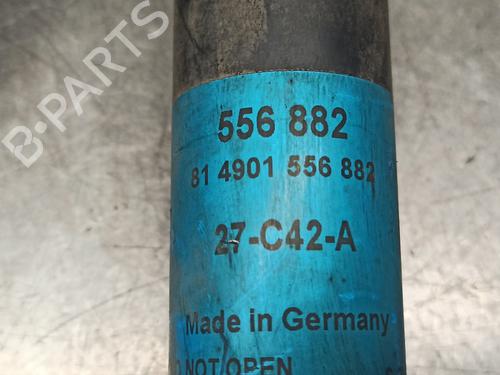 B-PARTS
556 882
81 4901 556 882
27-C42-A
Made in Germany
NOT OPEN